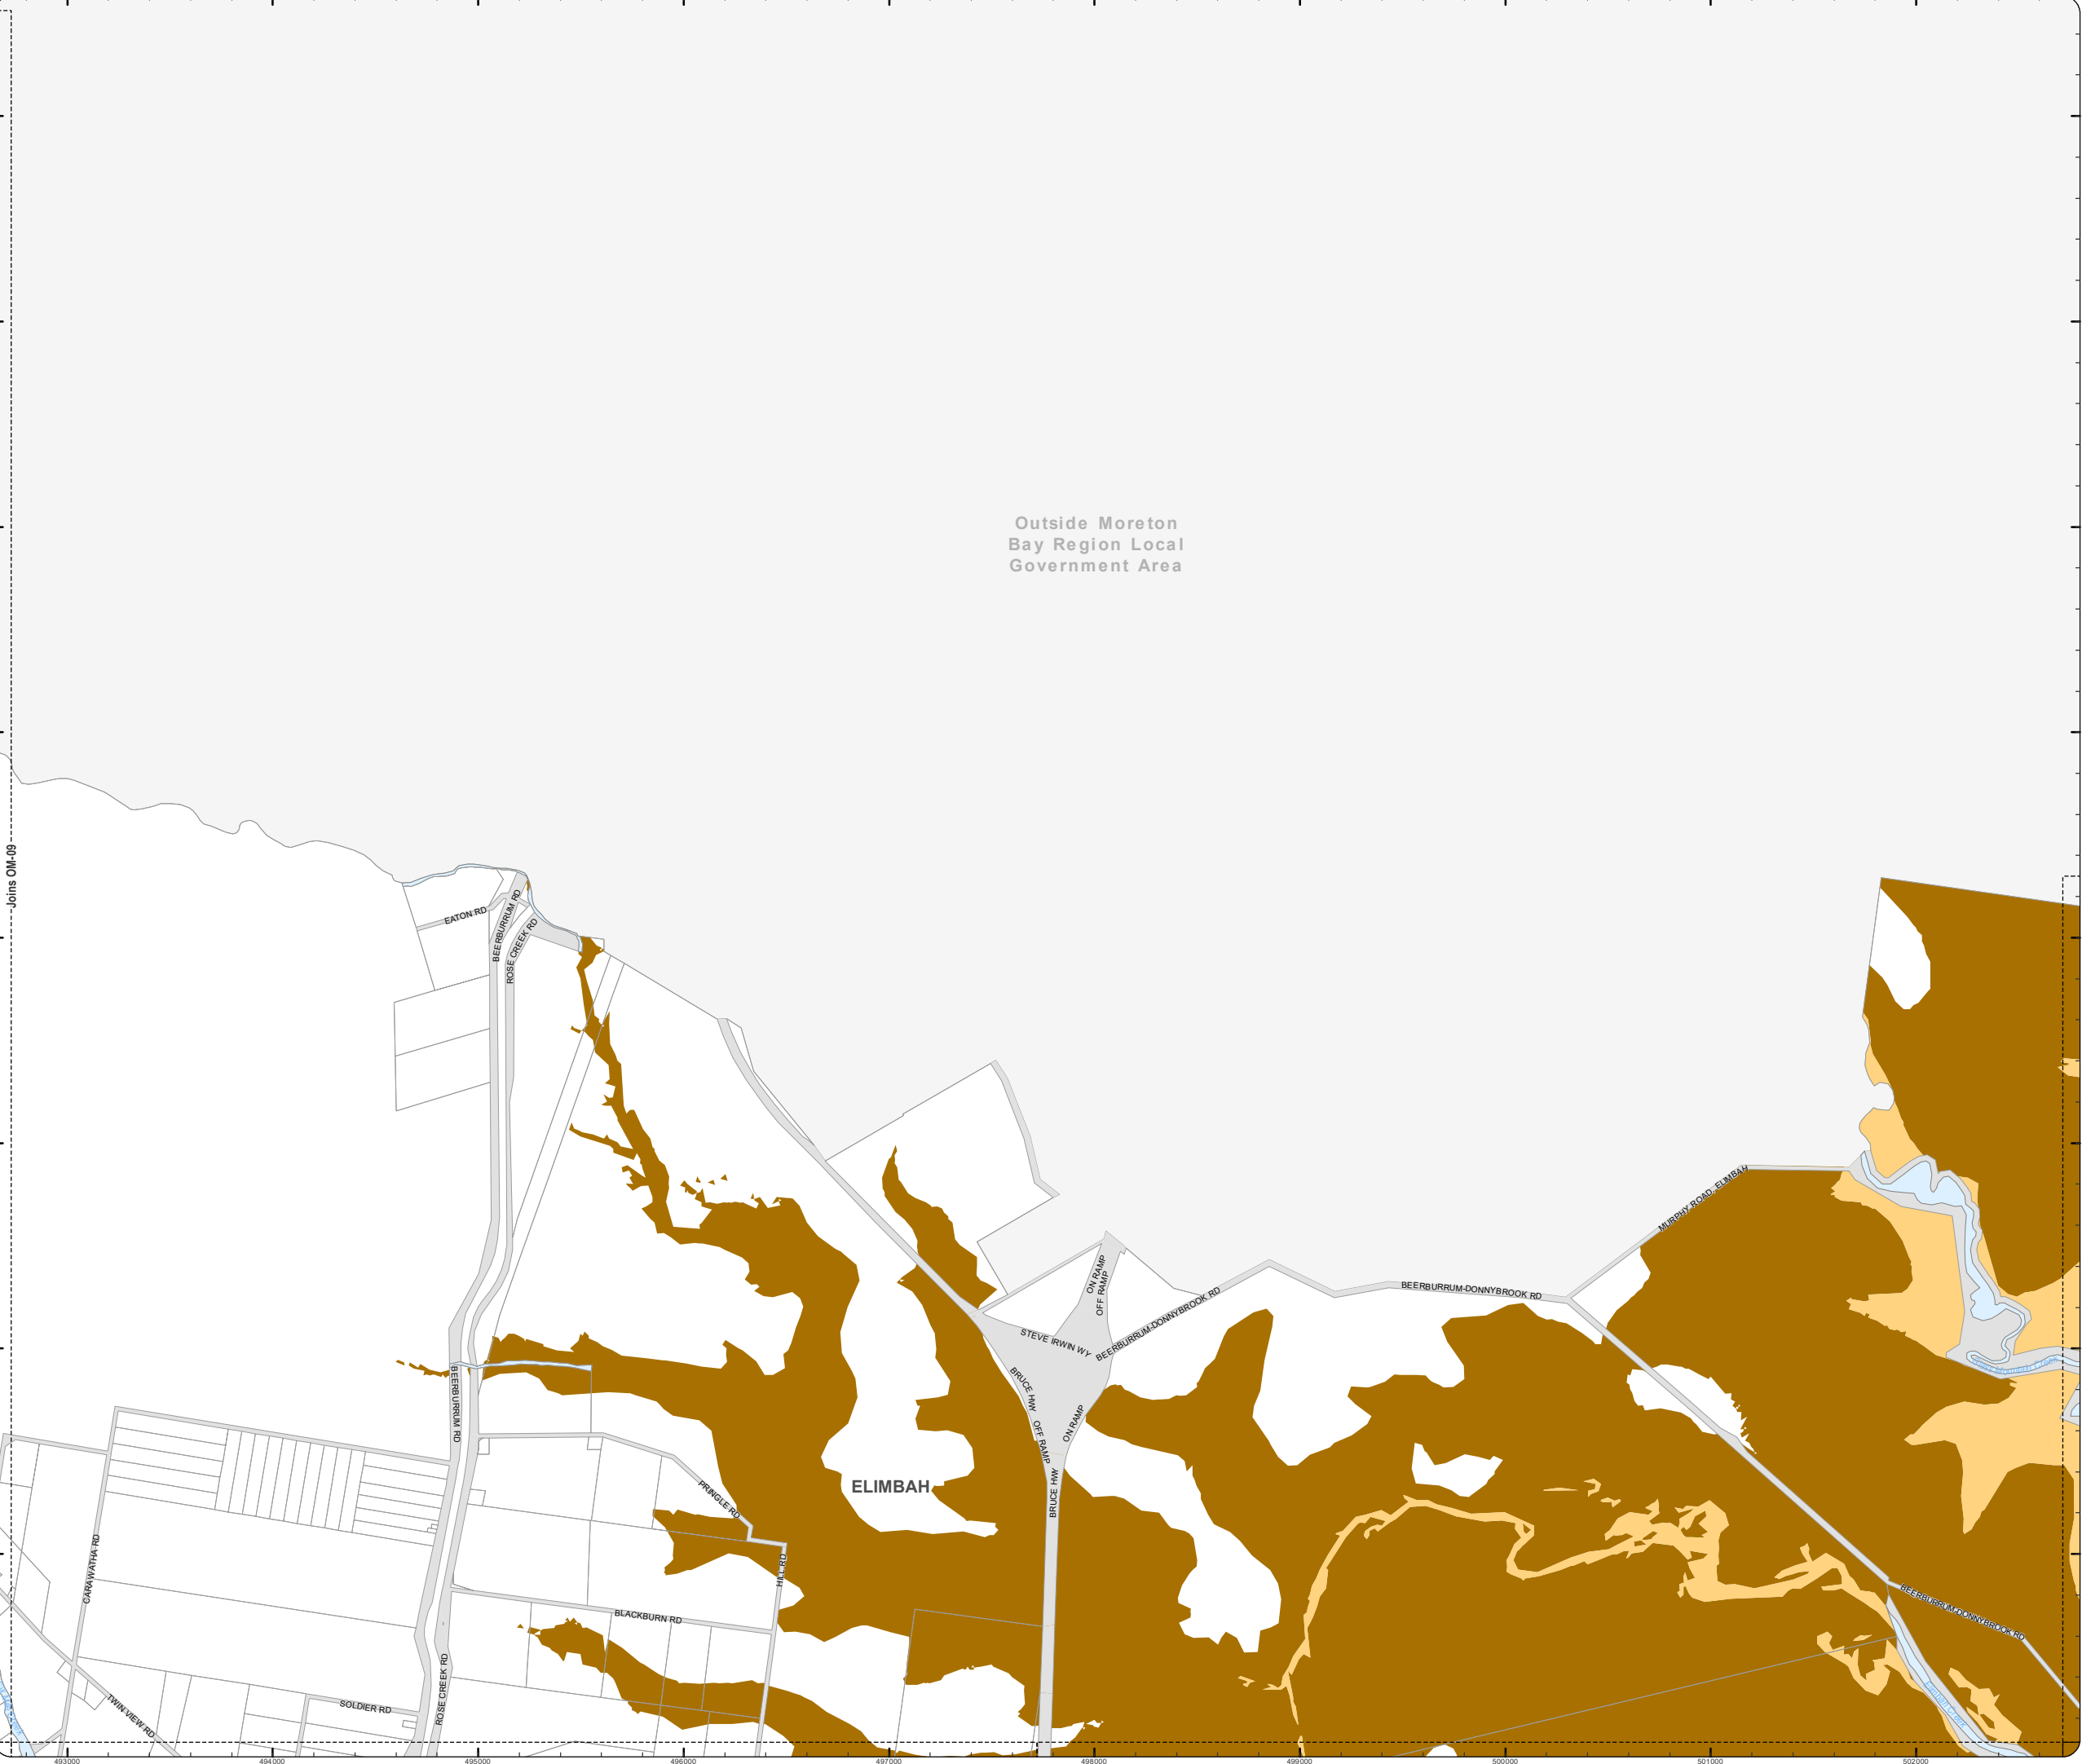 Outside Moreton
Bay Region Local
Government Area
Joins OM-09
EATON RD
BEERBURRUM RD
ROSE CREEK RD
MURPHY ROAD, ELIMBAH
ON RAMP
OFF RAMP
BEERBURRUM-DONNYBROOK RD
BEERBURRUM-DONNYBROOK RD
STEVE IRWIN WY
BRUCE HWY
OFF RAMP
ON RAMP
BEERBURRUM RD
ELIMBAH
BRUCE HWY
PRINGLE RD
CARAWATHA RD
HILL RD
BLACKBURN RD
BEERBURRUM-DONNYBROOK RD
ROSE CREEK RD
SOLDIER RD
TWIN VIEW RD
Elimbah Creek
493000
494000
495000
496000
497000
498000
499000
500000
501000
502000